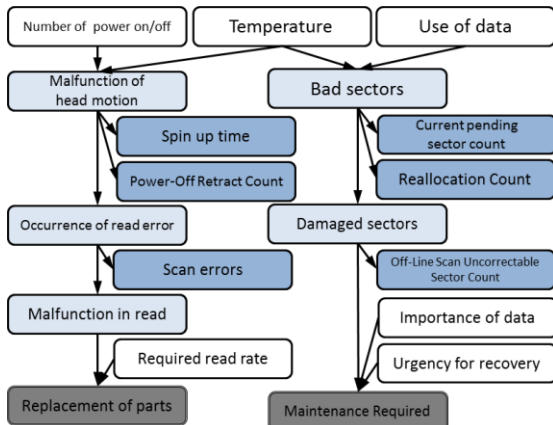 Number of power on/off
Temperature
Use of data
Malfunction of
head motion
Bad sectors
Spin up time
Current pending
sector count
Power-Off Retract Count
Reallocation Count
Occurrence of read error
Damaged sectors
Scan errors
Off-Line Scan Uncorrectable
Sector Count
Malfunction in read
Importance of data
Required read rate
Urgency for recovery
Replacement of parts
Maintenance Required